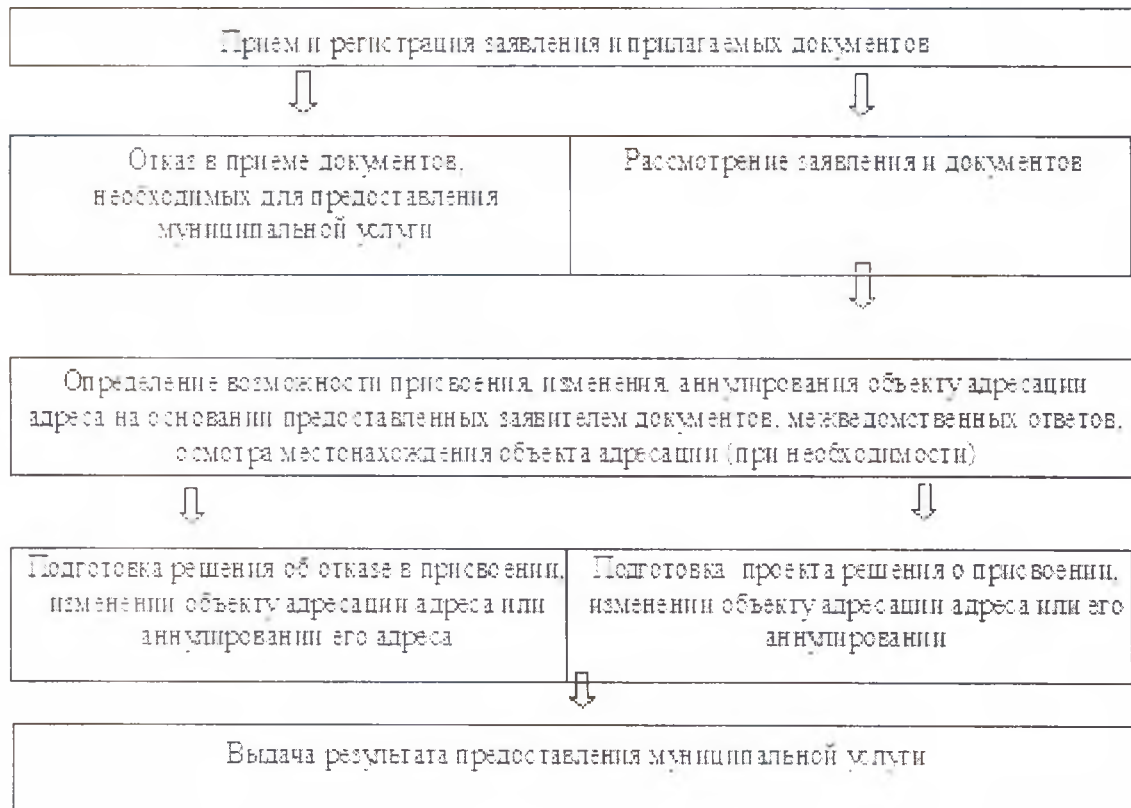 Прием и регистрация заявления и прилагаемых документов
Отказ в приеме документов,
необходимых для предоставления
муниципальной услуги
Рассмотрение заявления и документов
Определение возможности присвоения, изменения, аннулирования объекту адресации
адреса на основании предоставленных заявителем документов, межведомственных ответов,
осмотра местонахождения объекта адресации (при необходимости)
Подготовка решения об отказе в присвоении,
изменении объекту адресации адреса или
аннулировании его адреса
Подготовка проекта решения о присвоении,
изменении объекту адресации адреса или его
аннулировании
Выдача результата предоставления муниципальной услуги